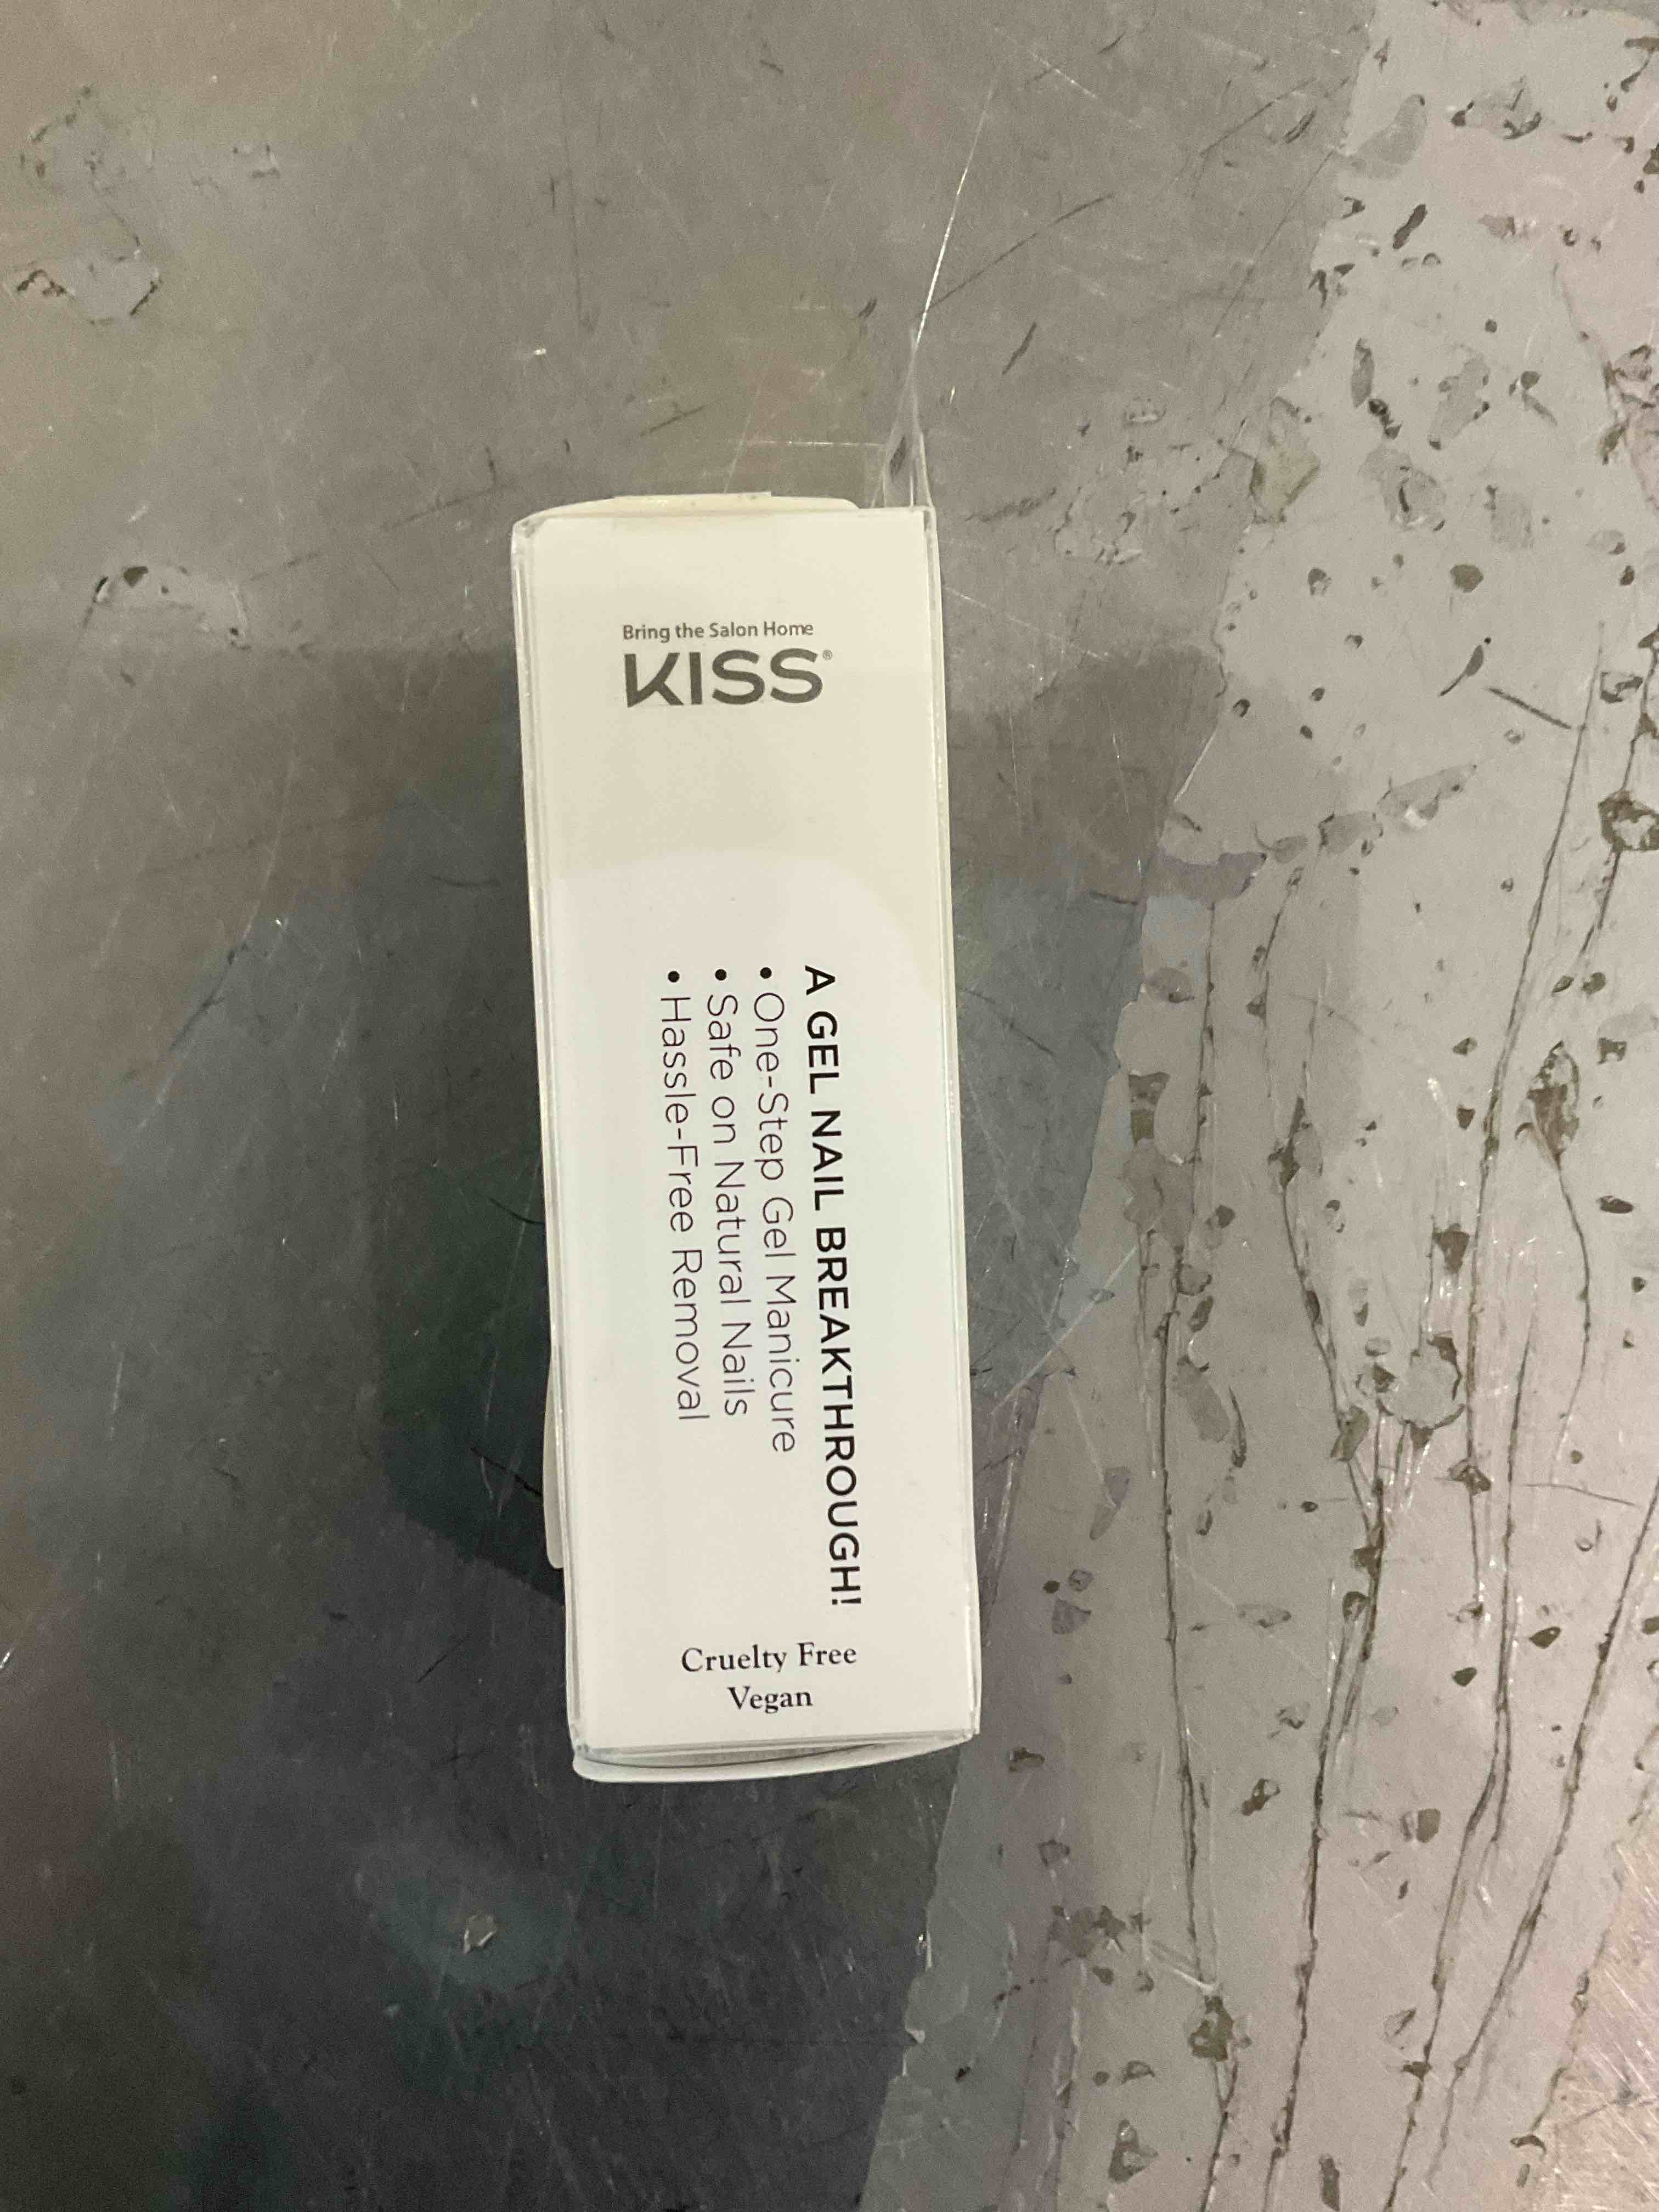 Bring the Salon Home
KISS®
A GEL NAIL BREAKTHROUGH!
• One-Step Gel Manicure
• Safe on Natural Nails
• Hassle-Free Removal
Cruelty Free
Vegan